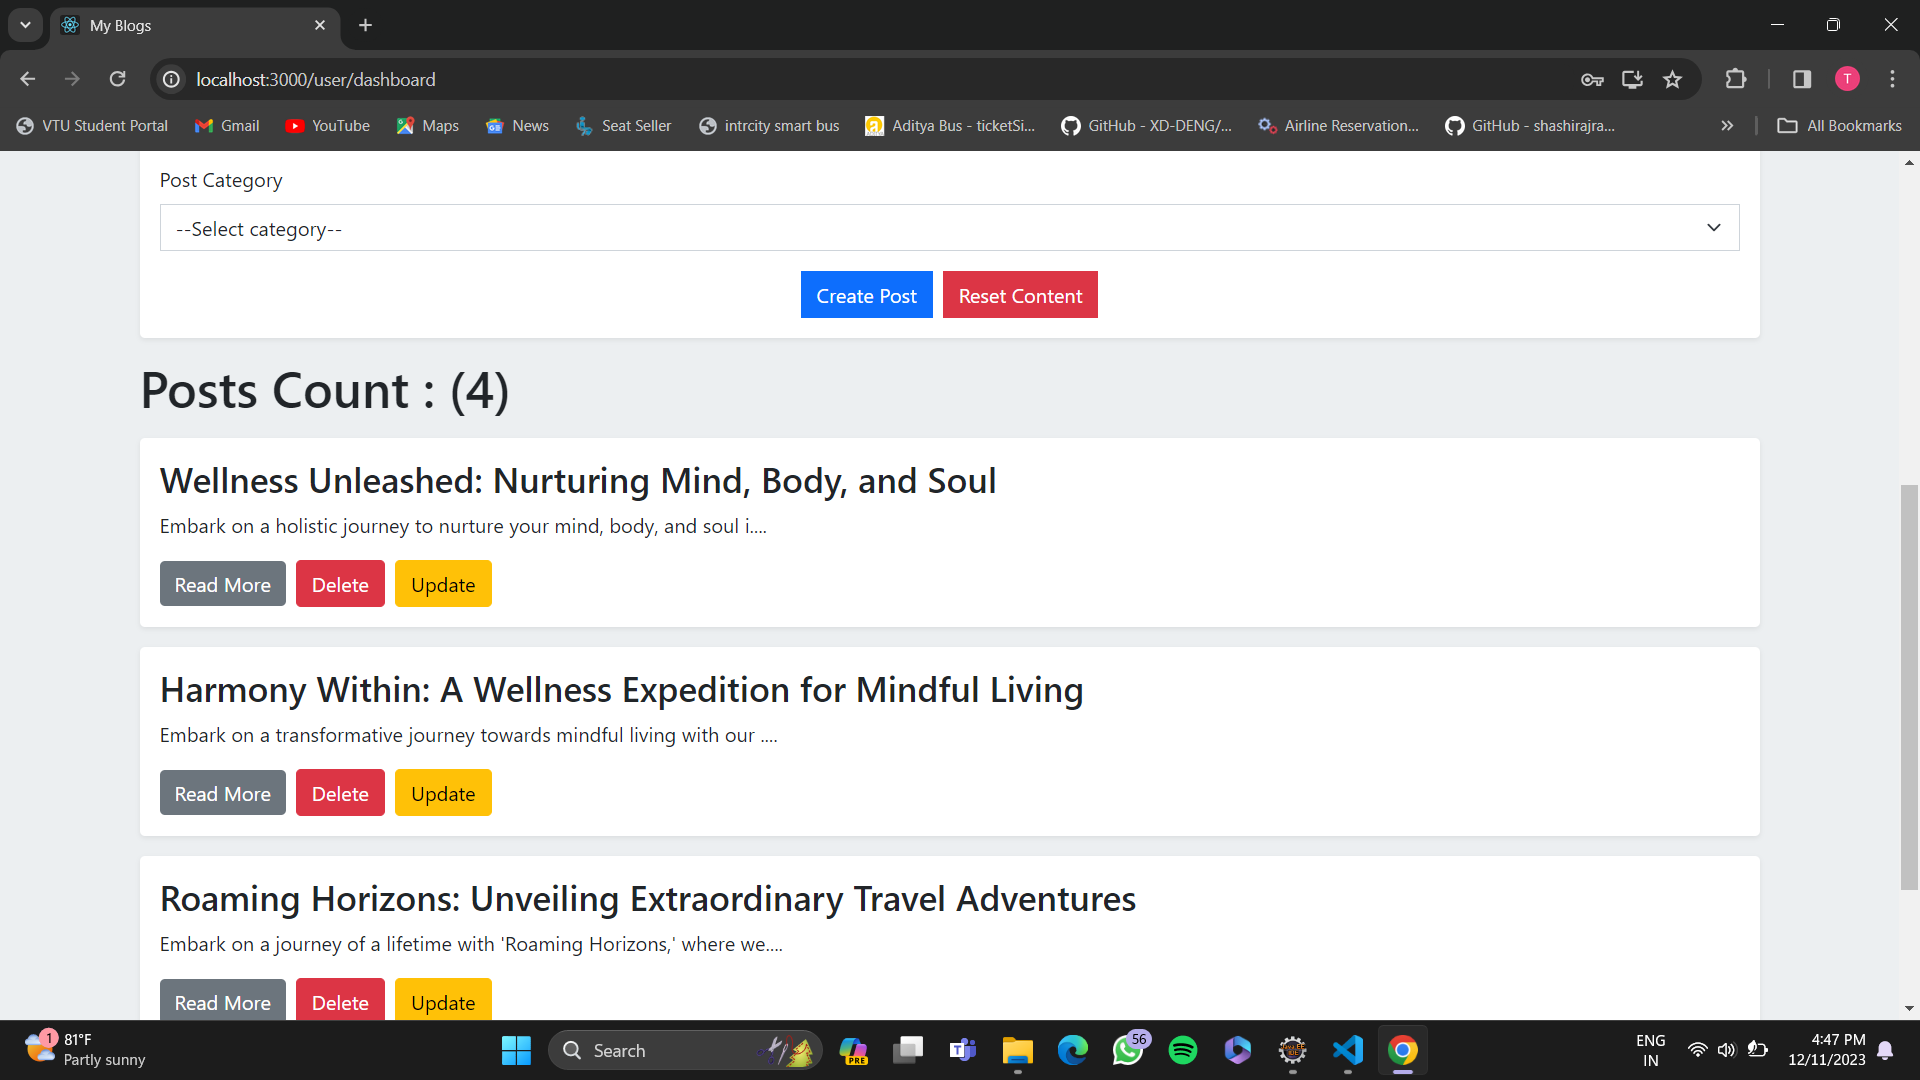 My Blogs
localhost:3000/user/dashboard
T
VTU Student Portal
Gmail
YouTube
Maps
News
Seat Seller
intrcity smart bus
Aditya Bus - ticketSi...
GitHub - XD-DENG/...
Airline Reservation...
GitHub - shashirajra...
All Bookmarks
Post Category
--Select category--
Create Post
Reset Content
Posts Count : (4)
Wellness Unleashed: Nurturing Mind, Body, and Soul
Embark on a holistic journey to nurture your mind, body, and soul i....
Read More
Delete
Update
Harmony Within: A Wellness Expedition for Mindful Living
Embark on a transformative journey towards mindful living with our ....
Read More
Delete
Update
Roaming Horizons: Unveiling Extraordinary Travel Adventures
Embark on a journey of a lifetime with 'Roaming Horizons,' where we....
Read More
Delete
Update
1
81°F
Partly sunny
Search
PRE
56
ENG
IN
4:47 PM
12/11/2023